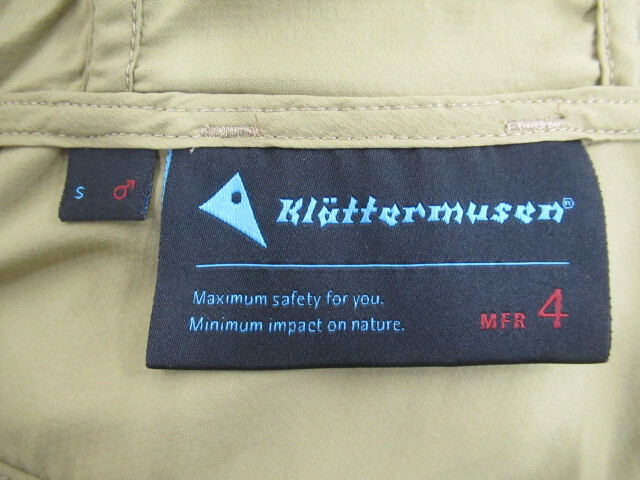 S ♂
Klättermusen®
Maximum safety for you.
Minimum impact on nature.
MFR 4